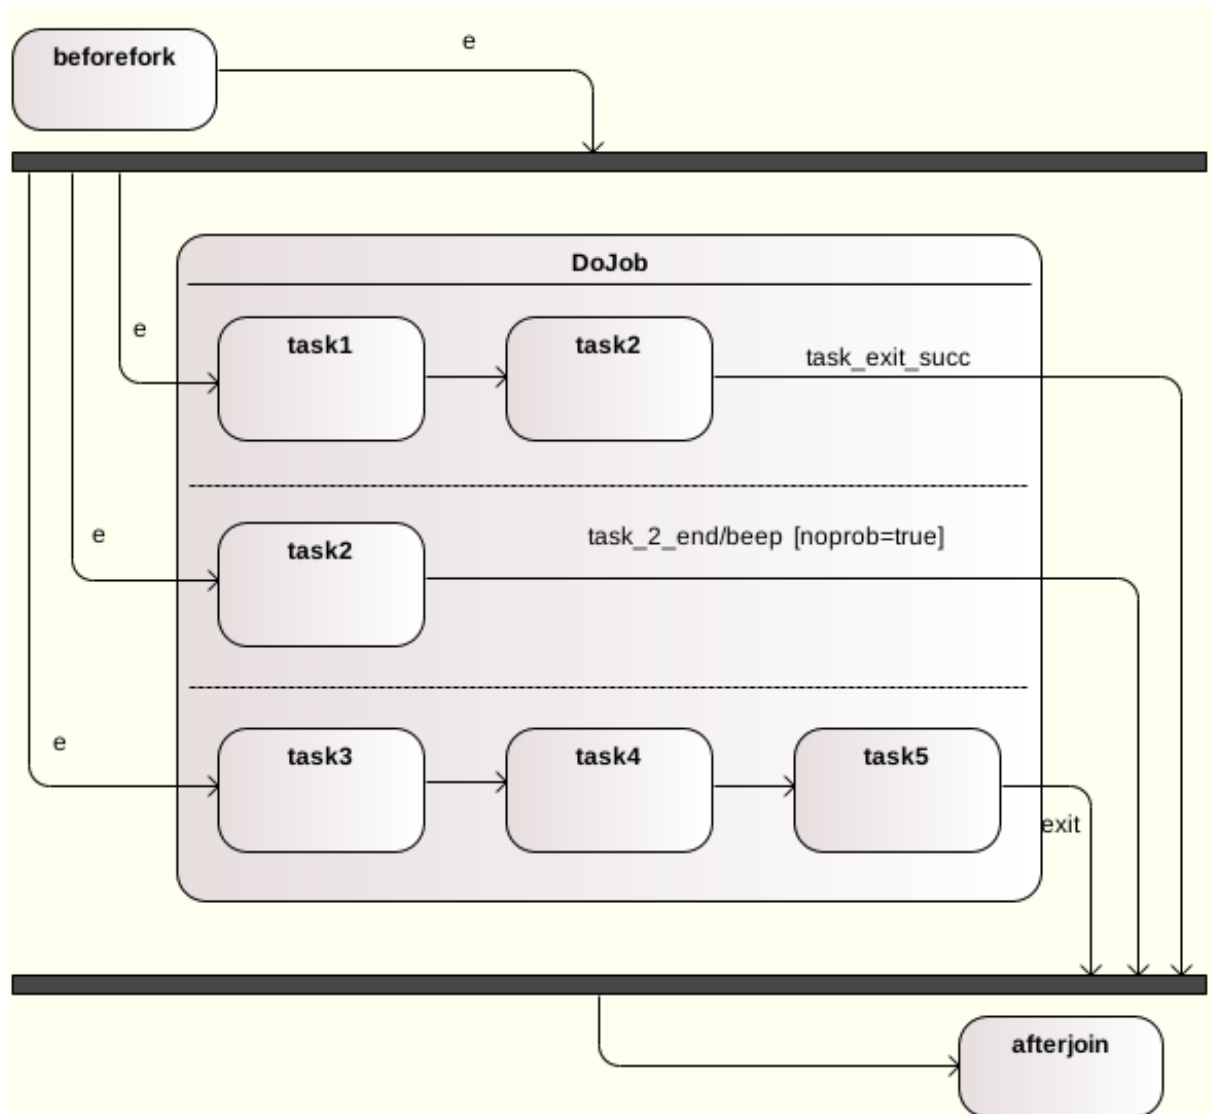 e
beforefork
DoJob
e
task1
task2
task_exit_succ
e
task2
task_2_end/beep [noprob=true]
e
task3
task4
task5
exit
afterjoin